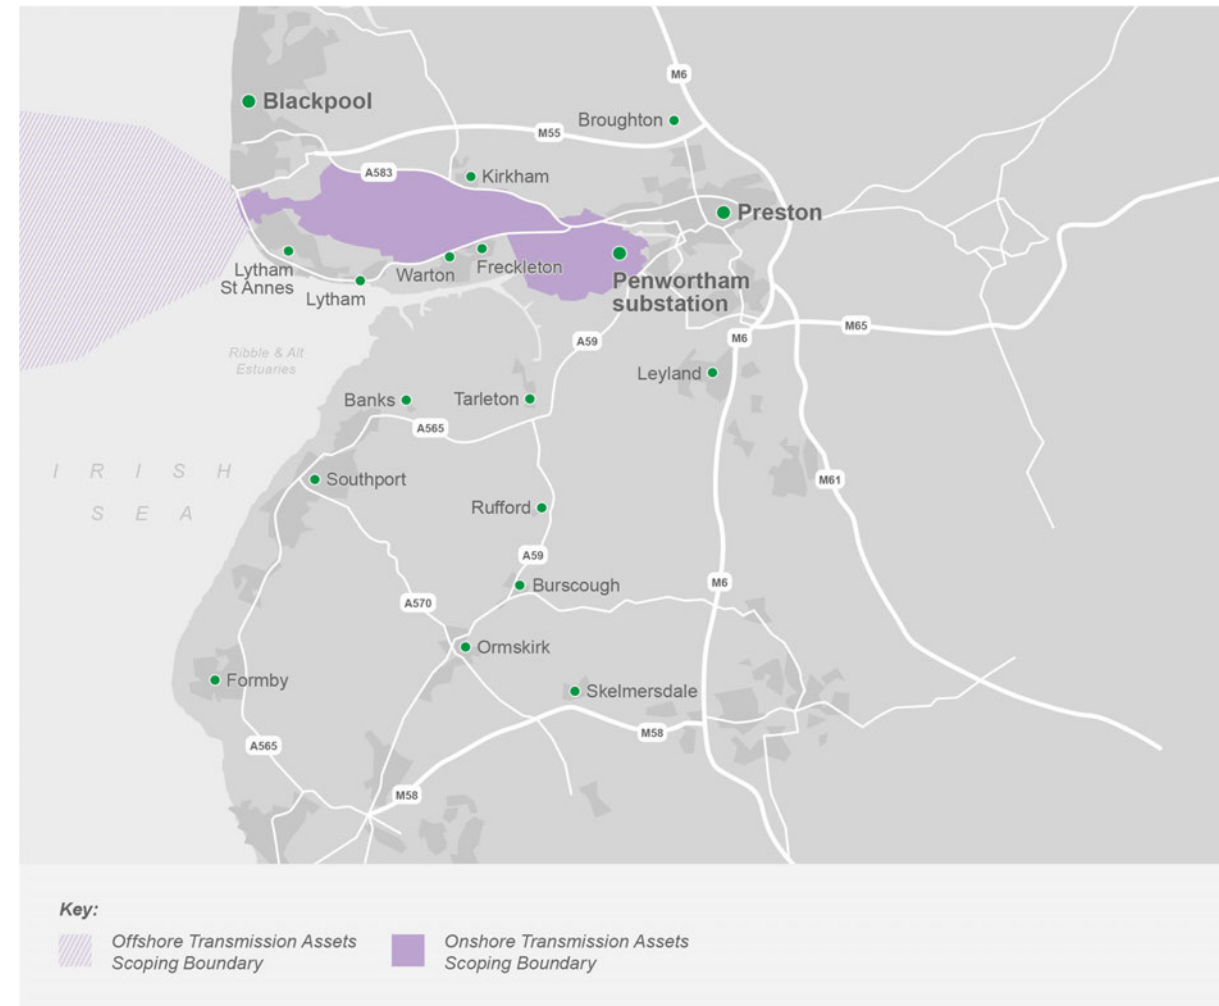 M6
Blackpool
Broughton
M55
A583
Kirkham
Preston
Lytham
St Annes
Warton
Freckleton
Penwortham
substation
Lytham
M65
A59
M6
Ribble & Alt
Estuaries
Leyland
Banks
Tarleton
A565
IRISH
SEA
Southport
M61
Rufford
A59
M6
Burscough
A570
Ormskirk
Formby
Skelmersdale
M58
A565
M58
Key:
Offshore Transmission Assets
Scoping Boundary
Onshore Transmission Assets
Scoping Boundary